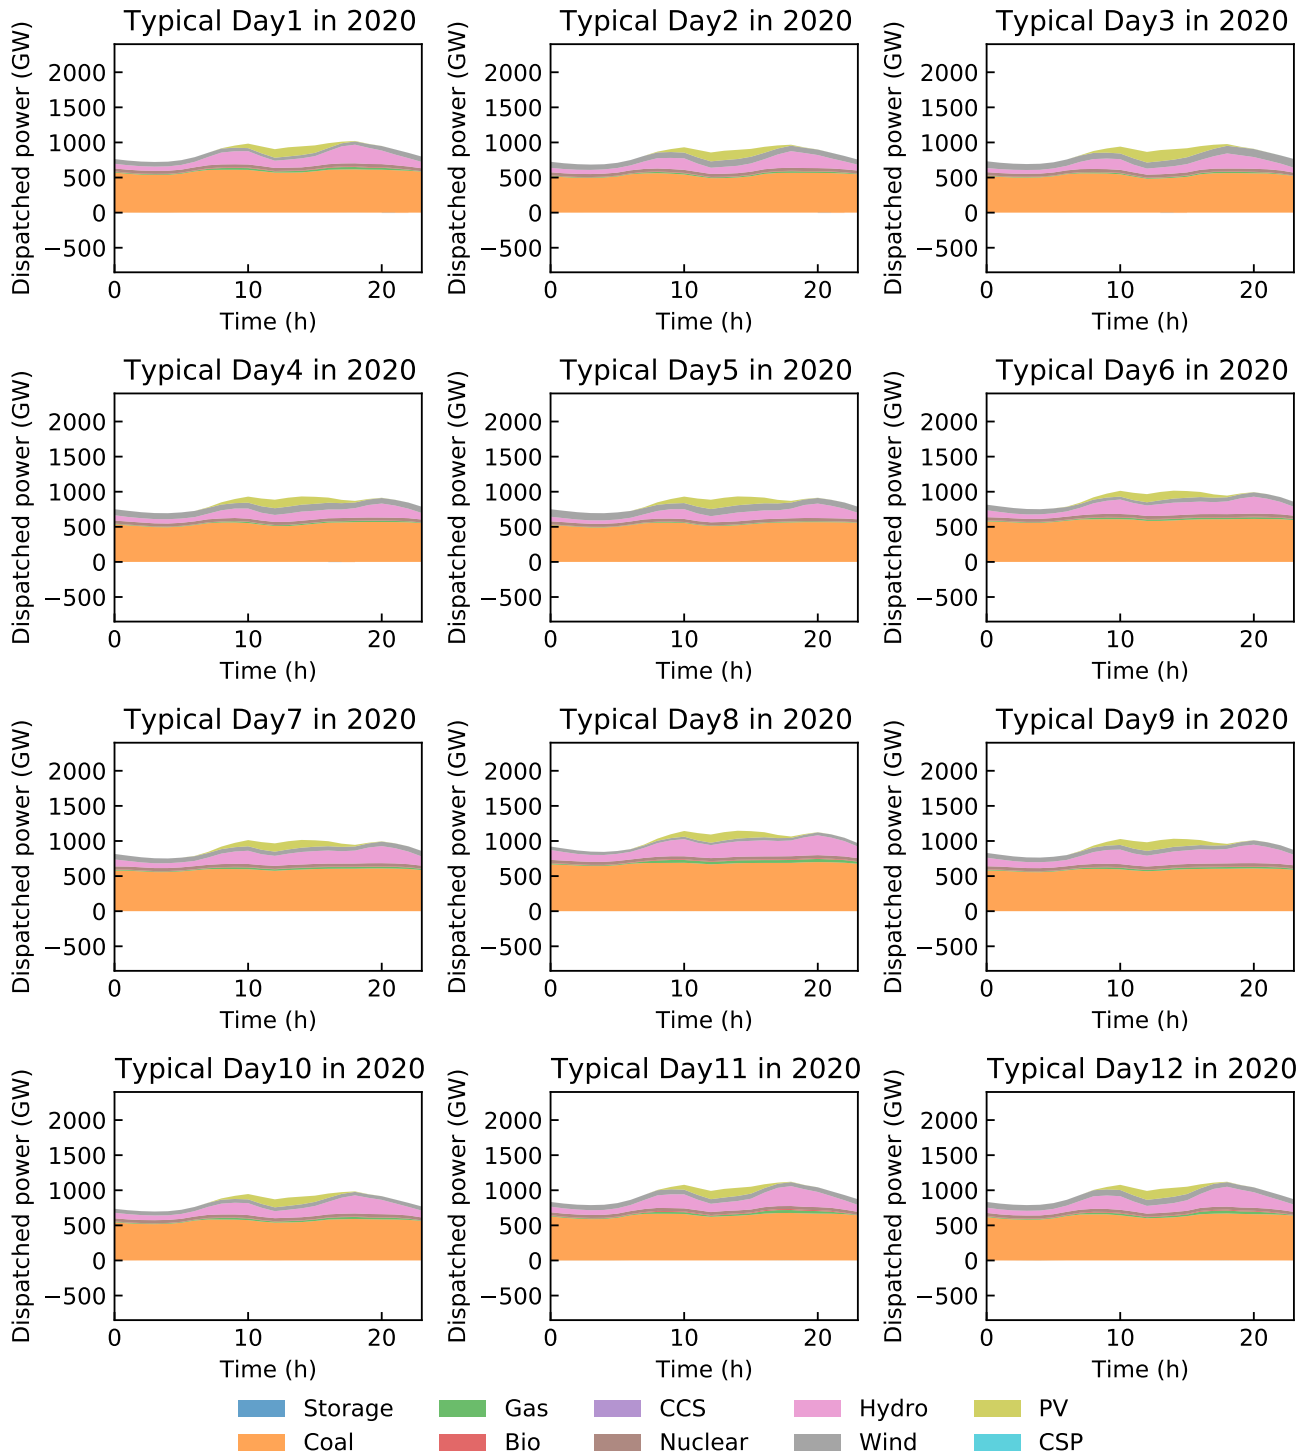 Typical Day1 in 2020
Typical Day2 in 2020
Typical Day3 in 2020
Dispatched power (GW)
2000
1500
1000
500
0
−500
0 10 20
Time (h)
Dispatched power (GW)
2000
1500
1000
500
0
−500
0 10 20
Time (h)
Dispatched power (GW)
2000
1500
1000
500
0
−500
0 10 20
Time (h)
Typical Day4 in 2020
Typical Day5 in 2020
Typical Day6 in 2020
Dispatched power (GW)
2000
1500
1000
500
0
−500
0 10 20
Time (h)
Dispatched power (GW)
2000
1500
1000
500
0
−500
0 10 20
Time (h)
Dispatched power (GW)
2000
1500
1000
500
0
−500
0 10 20
Time (h)
Typical Day7 in 2020
Typical Day8 in 2020
Typical Day9 in 2020
Dispatched power (GW)
2000
1500
1000
500
0
−500
0 10 20
Time (h)
Dispatched power (GW)
2000
1500
1000
500
0
−500
0 10 20
Time (h)
Dispatched power (GW)
2000
1500
1000
500
0
−500
0 10 20
Time (h)
Typical Day10 in 2020
Typical Day11 in 2020
Typical Day12 in 2020
Dispatched power (GW)
2000
1500
1000
500
0
−500
0 10 20
Time (h)
Dispatched power (GW)
2000
1500
1000
500
0
−500
0 10 20
Time (h)
Dispatched power (GW)
2000
1500
1000
500
0
−500
0 10 20
Time (h)
Storage Gas CCS Hydro PV
Coal Bio Nuclear Wind CSP